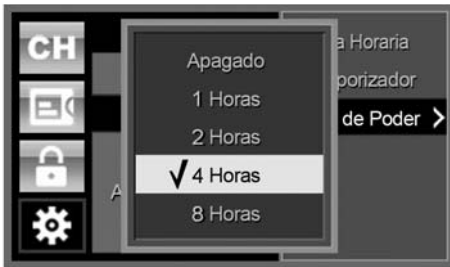 CH
Apagado
1 Horas
2 Horas
4 Horas
8 Horas
a Horaria
porizador
de Poder
A